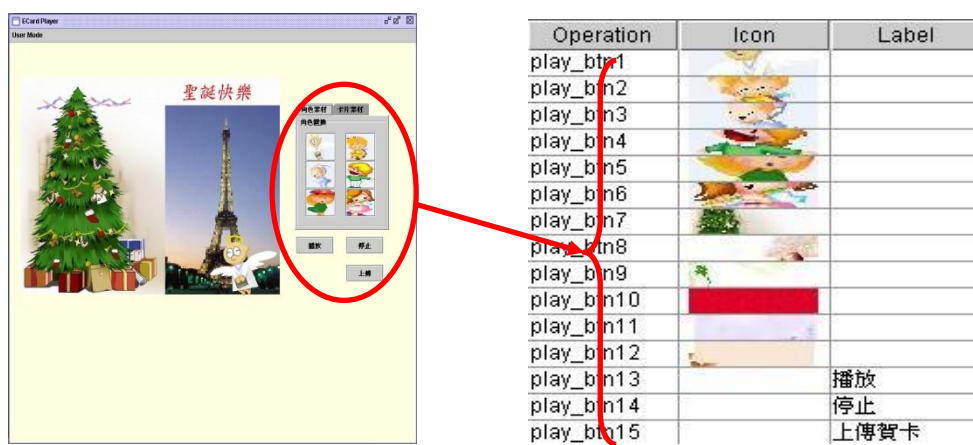 ECard Player
User Mode
聖誕快樂
角色素材 卡片素材
角色替換
播放 停止
上傳
Operation Icon Label
play_btn1
play_btn2
play_btn3
play_btn4
play_btn5
play_btn6
play_btn7
play_btn8
play_btn9
play_btn10
play_btn11
play_btn12
play_btn13 播放
play_btn14 停止
play_btn15 上傳賀卡